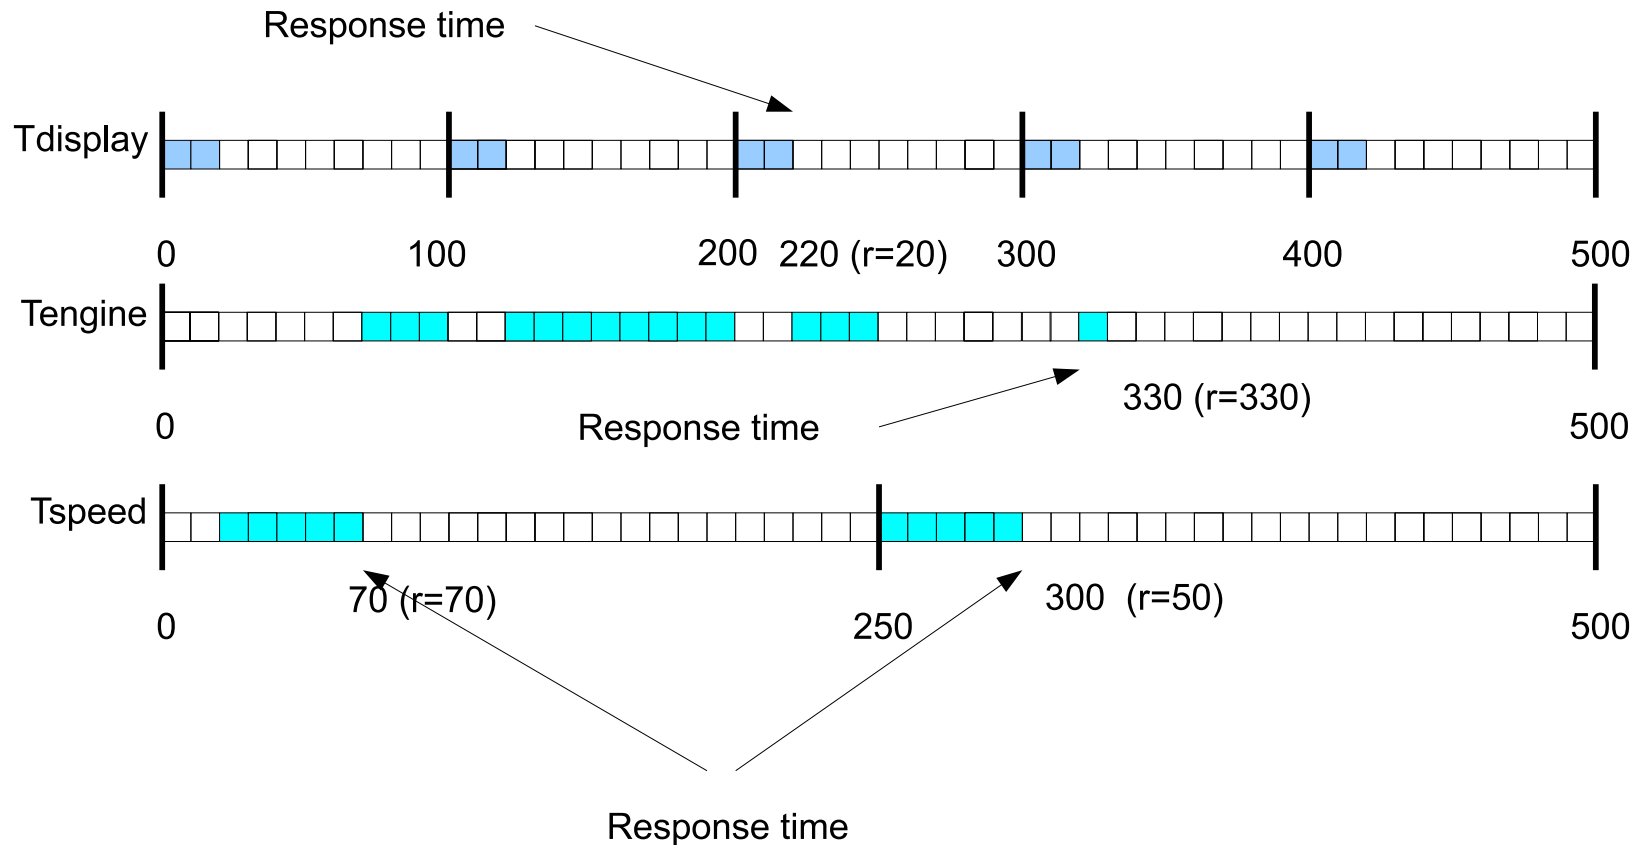 Response time
Tdisplay
0 100 200 220 (r=20) 300 400 500
Tengine
330 (r=330)
0 500
Response time
Tspeed
70 (r=70) 300 (r=50)
0 250 500
Response time